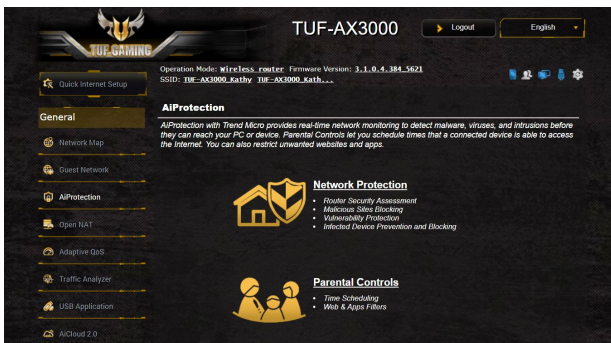 TUF-AX3000
Logout
English
TUF GAMING
Operation Mode: Wireless router Firmware Version: 3.1.0.4.384_5621
SSID: TUF-AX3000_Kathy TUF-AX3000_Kath...
Quick Internet Setup
General
Network Map
Guest Network
AiProtection
Open NAT
Adaptive QoS
Traffic Analyzer
USB Application
AiCloud 2.0
AiProtection
AiProtection with Trend Micro provides real-time network monitoring to detect malware, viruses, and intrusions before
they can reach your PC or device. Parental Controls let you schedule times that a connected device is able to access
the Internet. You can also restrict unwanted websites and apps.
Network Protection
• Router Security Assessment
• Malicious Sites Blocking
• Vulnerability Protection
• Infected Device Prevention and Blocking
Parental Controls
• Time Scheduling
• Web & Apps Filters